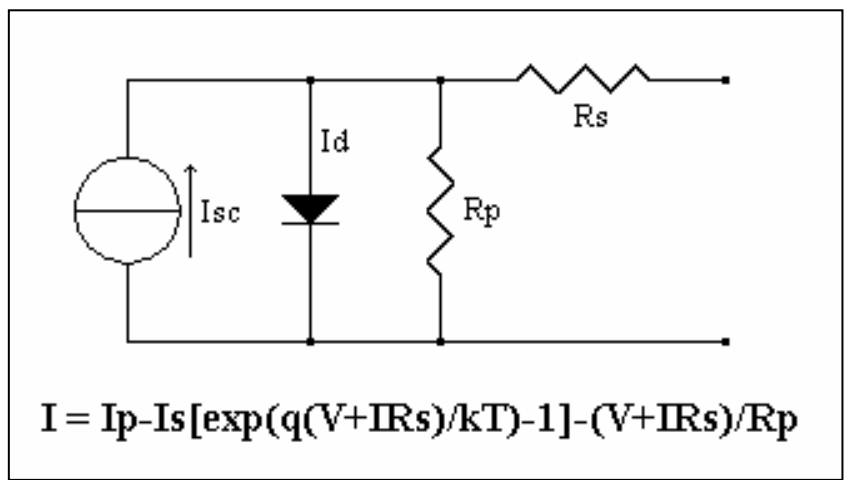 Rs
Id
Isc
Rp
I = Ip-Is[exp(q(V+IRs)/kT)-1]-(V+IRs)/Rp